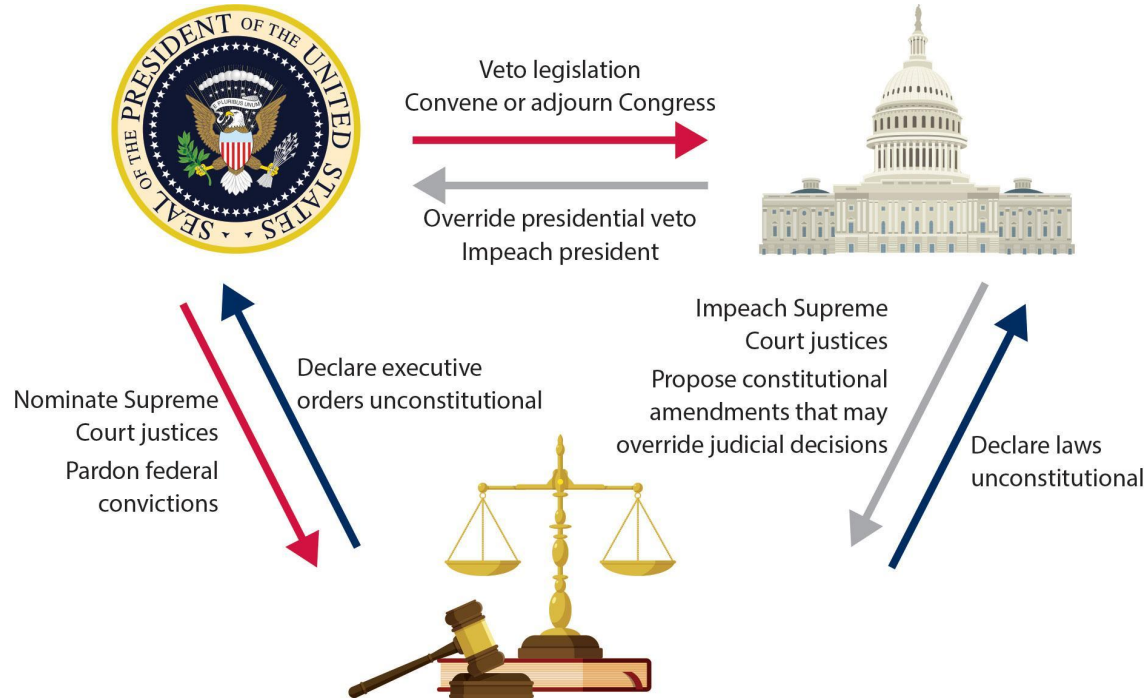 SEAL OF THE PRESIDENT OF THE UNITED STATES
E PLURIBUS UNUM
Veto legislation
Convene or adjourn Congress
Override presidential veto
Impeach president
Nominate Supreme
Court justices
Pardon federal
convictions
Declare executive
orders unconstitutional
Impeach Supreme
Court justices
Propose constitutional
amendments that may
override judicial decisions
Declare laws
unconstitutional